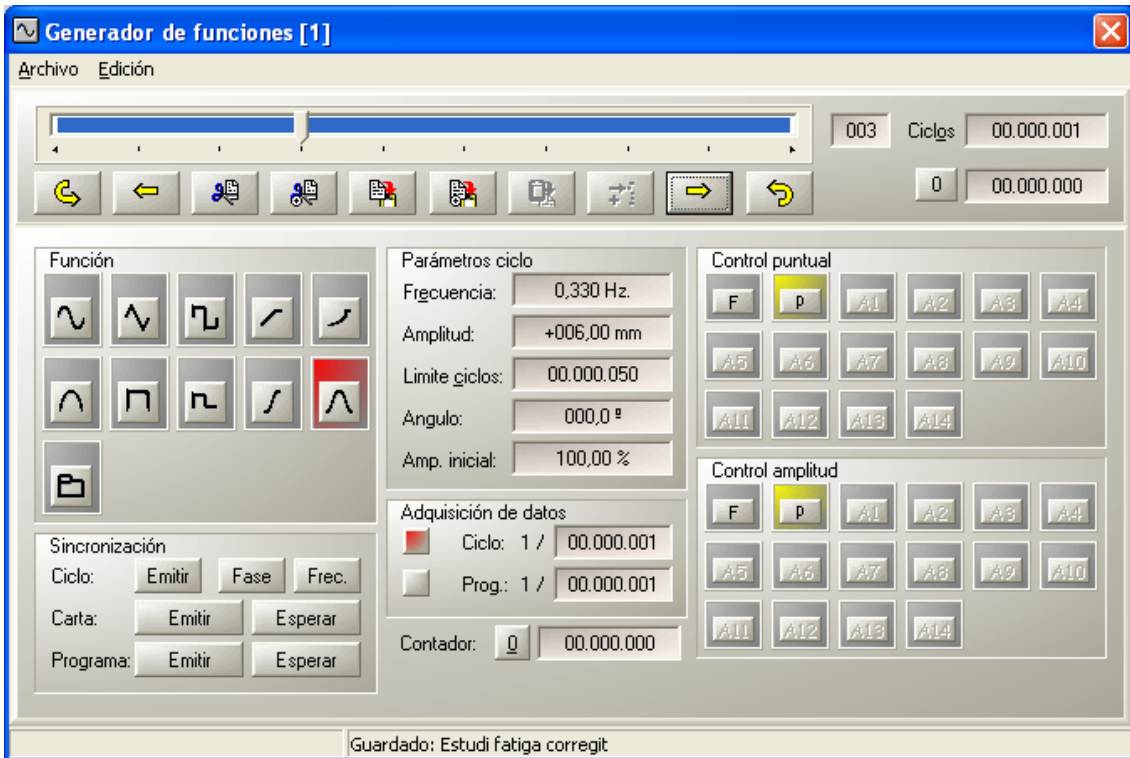 Generador de funciones [1]
Archivo Edición
003 Ciclos 00.000.001
0 00.000.000
Función
Parámetros ciclo
Frecuencia: 0,330 Hz.
Amplitud: +006,00 mm
Limite ciclos: 00.000.050
Angulo: 000,0 º
Amp. inicial: 100,00 %
Control puntual
F P A1 A2 A3 A4
A5 A6 A7 A8 A9 A10
A11 A12 A13 A14
Control amplitud
F P A1 A2 A3 A4
A5 A6 A7 A8 A9 A10
A11 A12 A13 A14
Adquisición de datos
Ciclo: 1 / 00.000.001
Prog.: 1 / 00.000.001
Contador: 0 00.000.000
Sincronización
Ciclo: Emitir Fase Frec.
Carta: Emitir Esperar
Programa: Emitir Esperar
Guardado: Estudi fatiga corregit